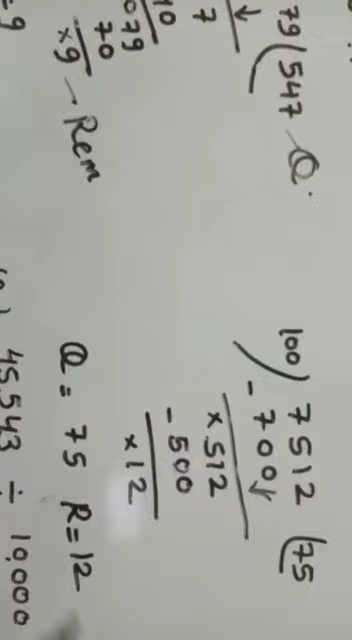 79(547 Q.
7
10
079
70
×9 - Rem
100) 7512 (75
- 700↓
×512
- 500
×12
Q = 75 R = 12
45,543 ÷ 10,000